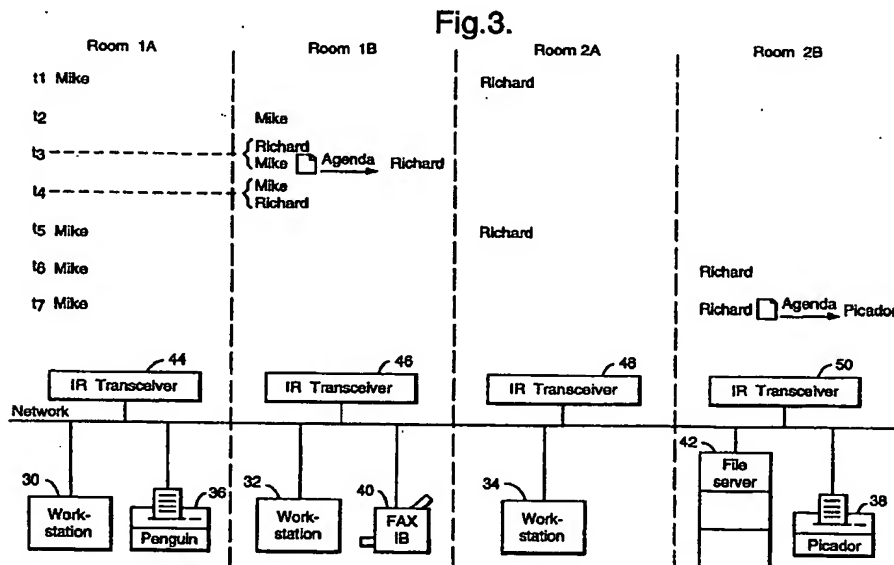 Fig.3.
Room 1A
Room 1B
Room 2A
Room 2B
t1 Mike
Richard
t2
Mike
t3
Richard
Mike
Agenda
Richard
t4
Mike
Richard
t5 Mike
Richard
t6 Mike
Richard
t7 Mike
Richard
Agenda
Picador
44
46
48
50
IR Transceiver
IR Transceiver
IR Transceiver
IR Transceiver
Network
30
Work-
station
36
Penguin
32
Work-
station
40
FAX
IB
34
Work-
station
42
File
server
38
Picador